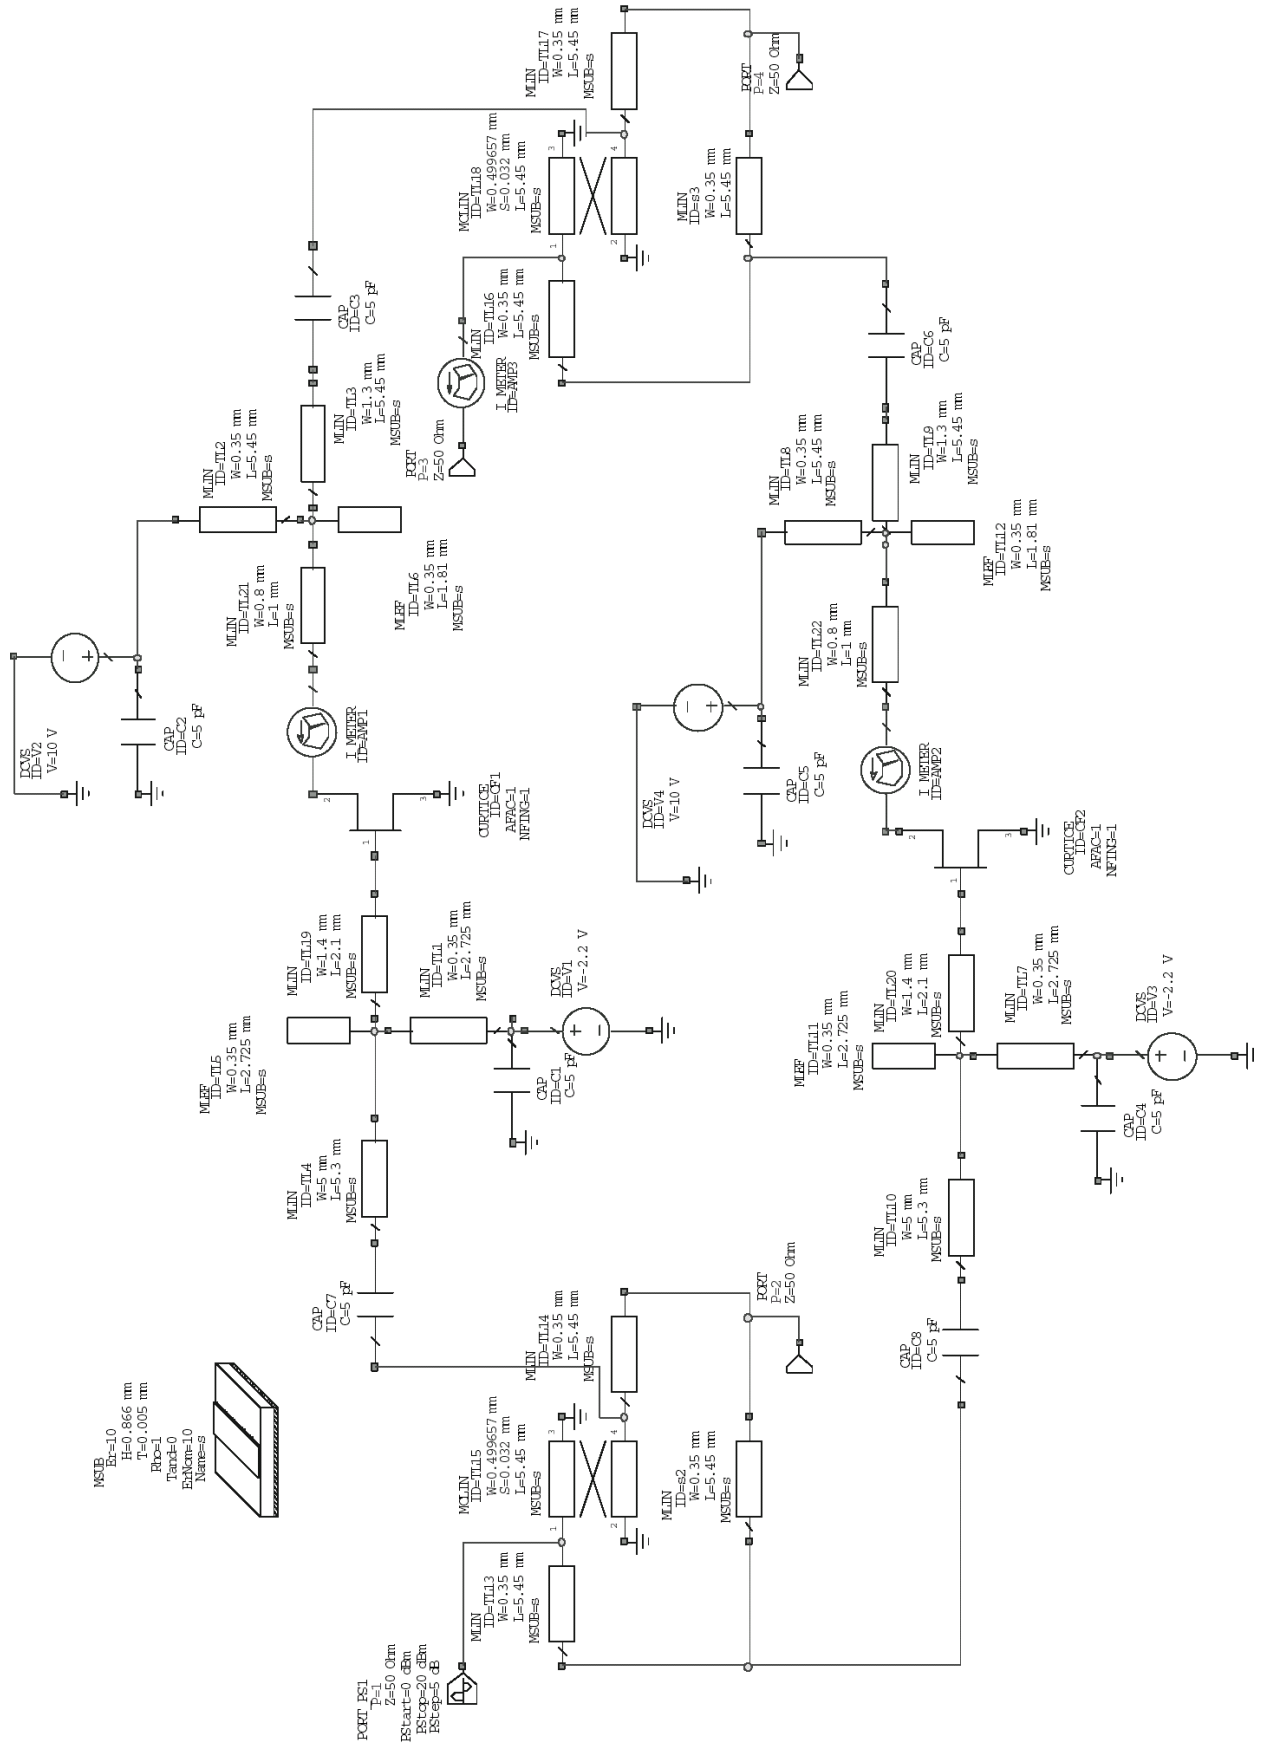 MSUB
Er=10
H=0.866 mm
T=0.005 mm
Rho=1
Tand=0
ErNom=10
Name=s
DCVS
ID=V2
V=10 V
CAP
ID=C2
C=5 pF
MLEF
ID=TL5
W=0.35 mm
L=2.725 mm
MSUB=s
MLIN
ID=TL21
W=0.8 mm
L=1 mm
MSUB=s
MLIN
ID=TL2
W=0.35 mm
L=5.45 mm
MSUB=s
CAP
ID=C7
C=5 pF
MLIN
ID=TL4
W=5 mm
L=5.3 mm
MSUB=s
MLIN
ID=TL19
W=1.4 mm
L=2.1 mm
MSUB=s
2
1
3
I_METER
ID=AMP1
MLIN
ID=TL3
W=1.3 mm
L=5.45 mm
MSUB=s
CAP
ID=C3
C=5 pF
MLEF
ID=TL6
W=0.35 mm
L=1.81 mm
MSUB=s
PORT_PS1
P=1
Z=50 Ohm
PStart=0 dBm
PStop=20 dBm
PStep=5 dB
MLIN
ID=TL1
W=0.35 mm
L=2.725 mm
MSUB=s
CURTICE
ID=CF1
AFAC=1
NFING=1
PORT
P=3
Z=50 Ohm
I_METER
ID=AMP3
MLIN
ID=TL13
W=0.35 mm
L=5.45 mm
MSUB=s
MCLIN
ID=TL15
W=0.499657 mm
S=0.032 mm
L=5.45 mm
MSUB=s
1
3
2
4
MLIN
ID=TL14
W=0.35 mm
L=5.45 mm
MSUB=s
CAP
ID=C1
C=5 pF
DCVS
ID=V1
V=-2.2 V
MLIN
ID=TL16
W=0.35 mm
L=5.45 mm
MSUB=s
MCLIN
ID=TL18
W=0.499657 mm
S=0.032 mm
L=5.45 mm
MSUB=s
1
3
2
4
MLIN
ID=TL17
W=0.35 mm
L=5.45 mm
MSUB=s
MLIN
ID=s2
W=0.35 mm
L=5.45 mm
MSUB=s
PORT
P=2
Z=50 Ohm
DCVS
ID=V4
V=10 V
MLIN
ID=s3
W=0.35 mm
L=5.45 mm
MSUB=s
PORT
P=4
Z=50 Ohm
CAP
ID=C5
C=5 pF
MLEF
ID=TL11
W=0.35 mm
L=2.725 mm
MSUB=s
MLIN
ID=TL22
W=0.8 mm
L=1 mm
MSUB=s
MLIN
ID=TL8
W=0.35 mm
L=5.45 mm
MSUB=s
CAP
ID=C8
C=5 pF
MLIN
ID=TL10
W=5 mm
L=5.3 mm
MSUB=s
MLIN
ID=TL20
W=1.4 mm
L=2.1 mm
MSUB=s
2
1
3
I_METER
ID=AMP2
MLIN
ID=TL9
W=1.3 mm
L=5.45 mm
MSUB=s
CAP
ID=C6
C=5 pF
MLEF
ID=TL12
W=0.35 mm
L=1.81 mm
MSUB=s
MLIN
ID=TL7
W=0.35 mm
L=2.725 mm
MSUB=s
CURTICE
ID=CF2
AFAC=1
NFING=1
CAP
ID=C4
C=5 pF
DCVS
ID=V3
V=-2.2 V